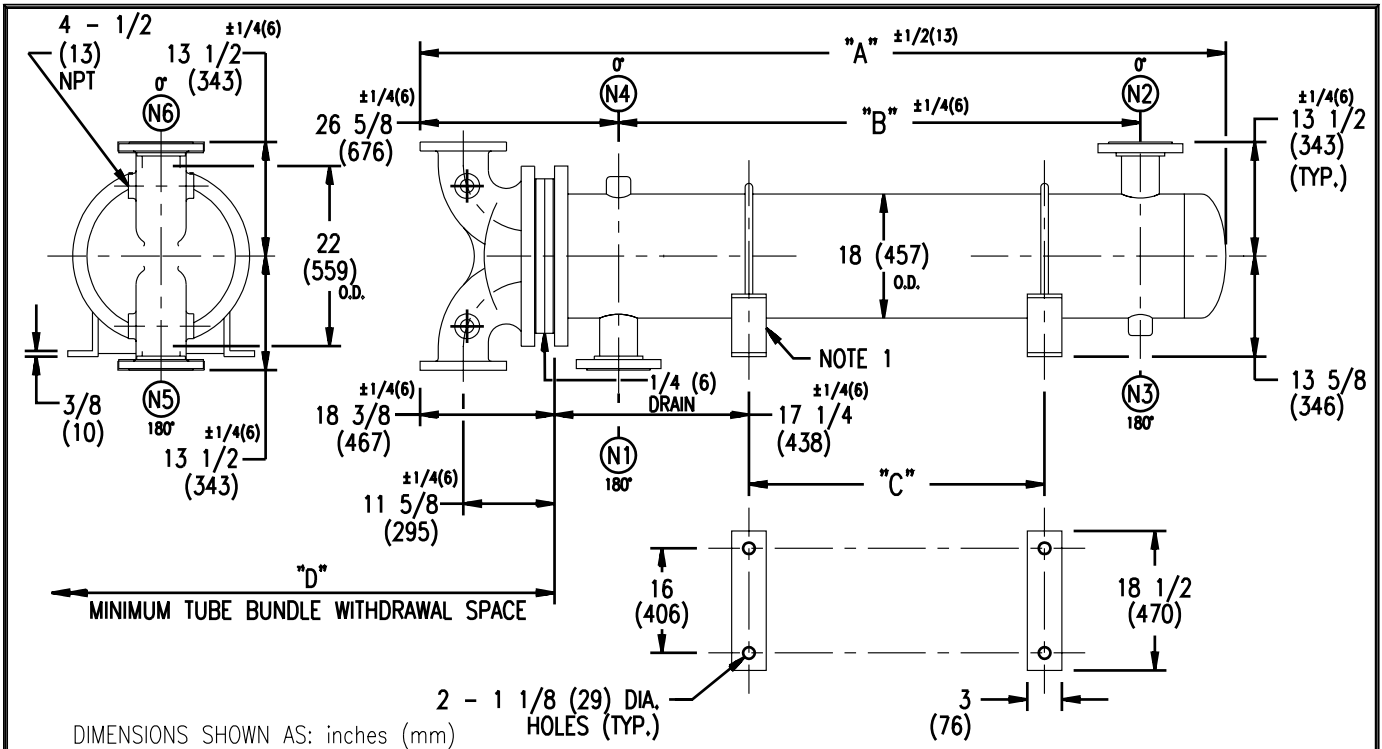 4 - 1/2
(13)
NPT
±1/4(6)
13 1/2
(343)
0°
N6
22
(559)
O.D.
3/8
(10)
N5
180°
±1/4(6)
13 1/2
(343)
"A" ±1/2(13)
±1/4(6)
26 5/8
(676)
0°
N4
"B" ±1/4(6)
0°
N2
±1/4(6)
13 1/2
(343)
(TYP.)
18 (457)
O.D.
NOTE 1
1/4 (6)
DRAIN
±1/4(6)
18 3/8
(467)
±1/4(6)
17 1/4
(438)
N1
180°
N3
180°
13 5/8
(346)
±1/4(6)
11 5/8
(295)
"C"
"D"
MINIMUM TUBE BUNDLE WITHDRAWAL SPACE
16
(406)
18 1/2
(470)
2 - 1 1/8 (29) DIA.
HOLES (TYP.)
3
(76)
DIMENSIONS SHOWN AS: inches (mm)